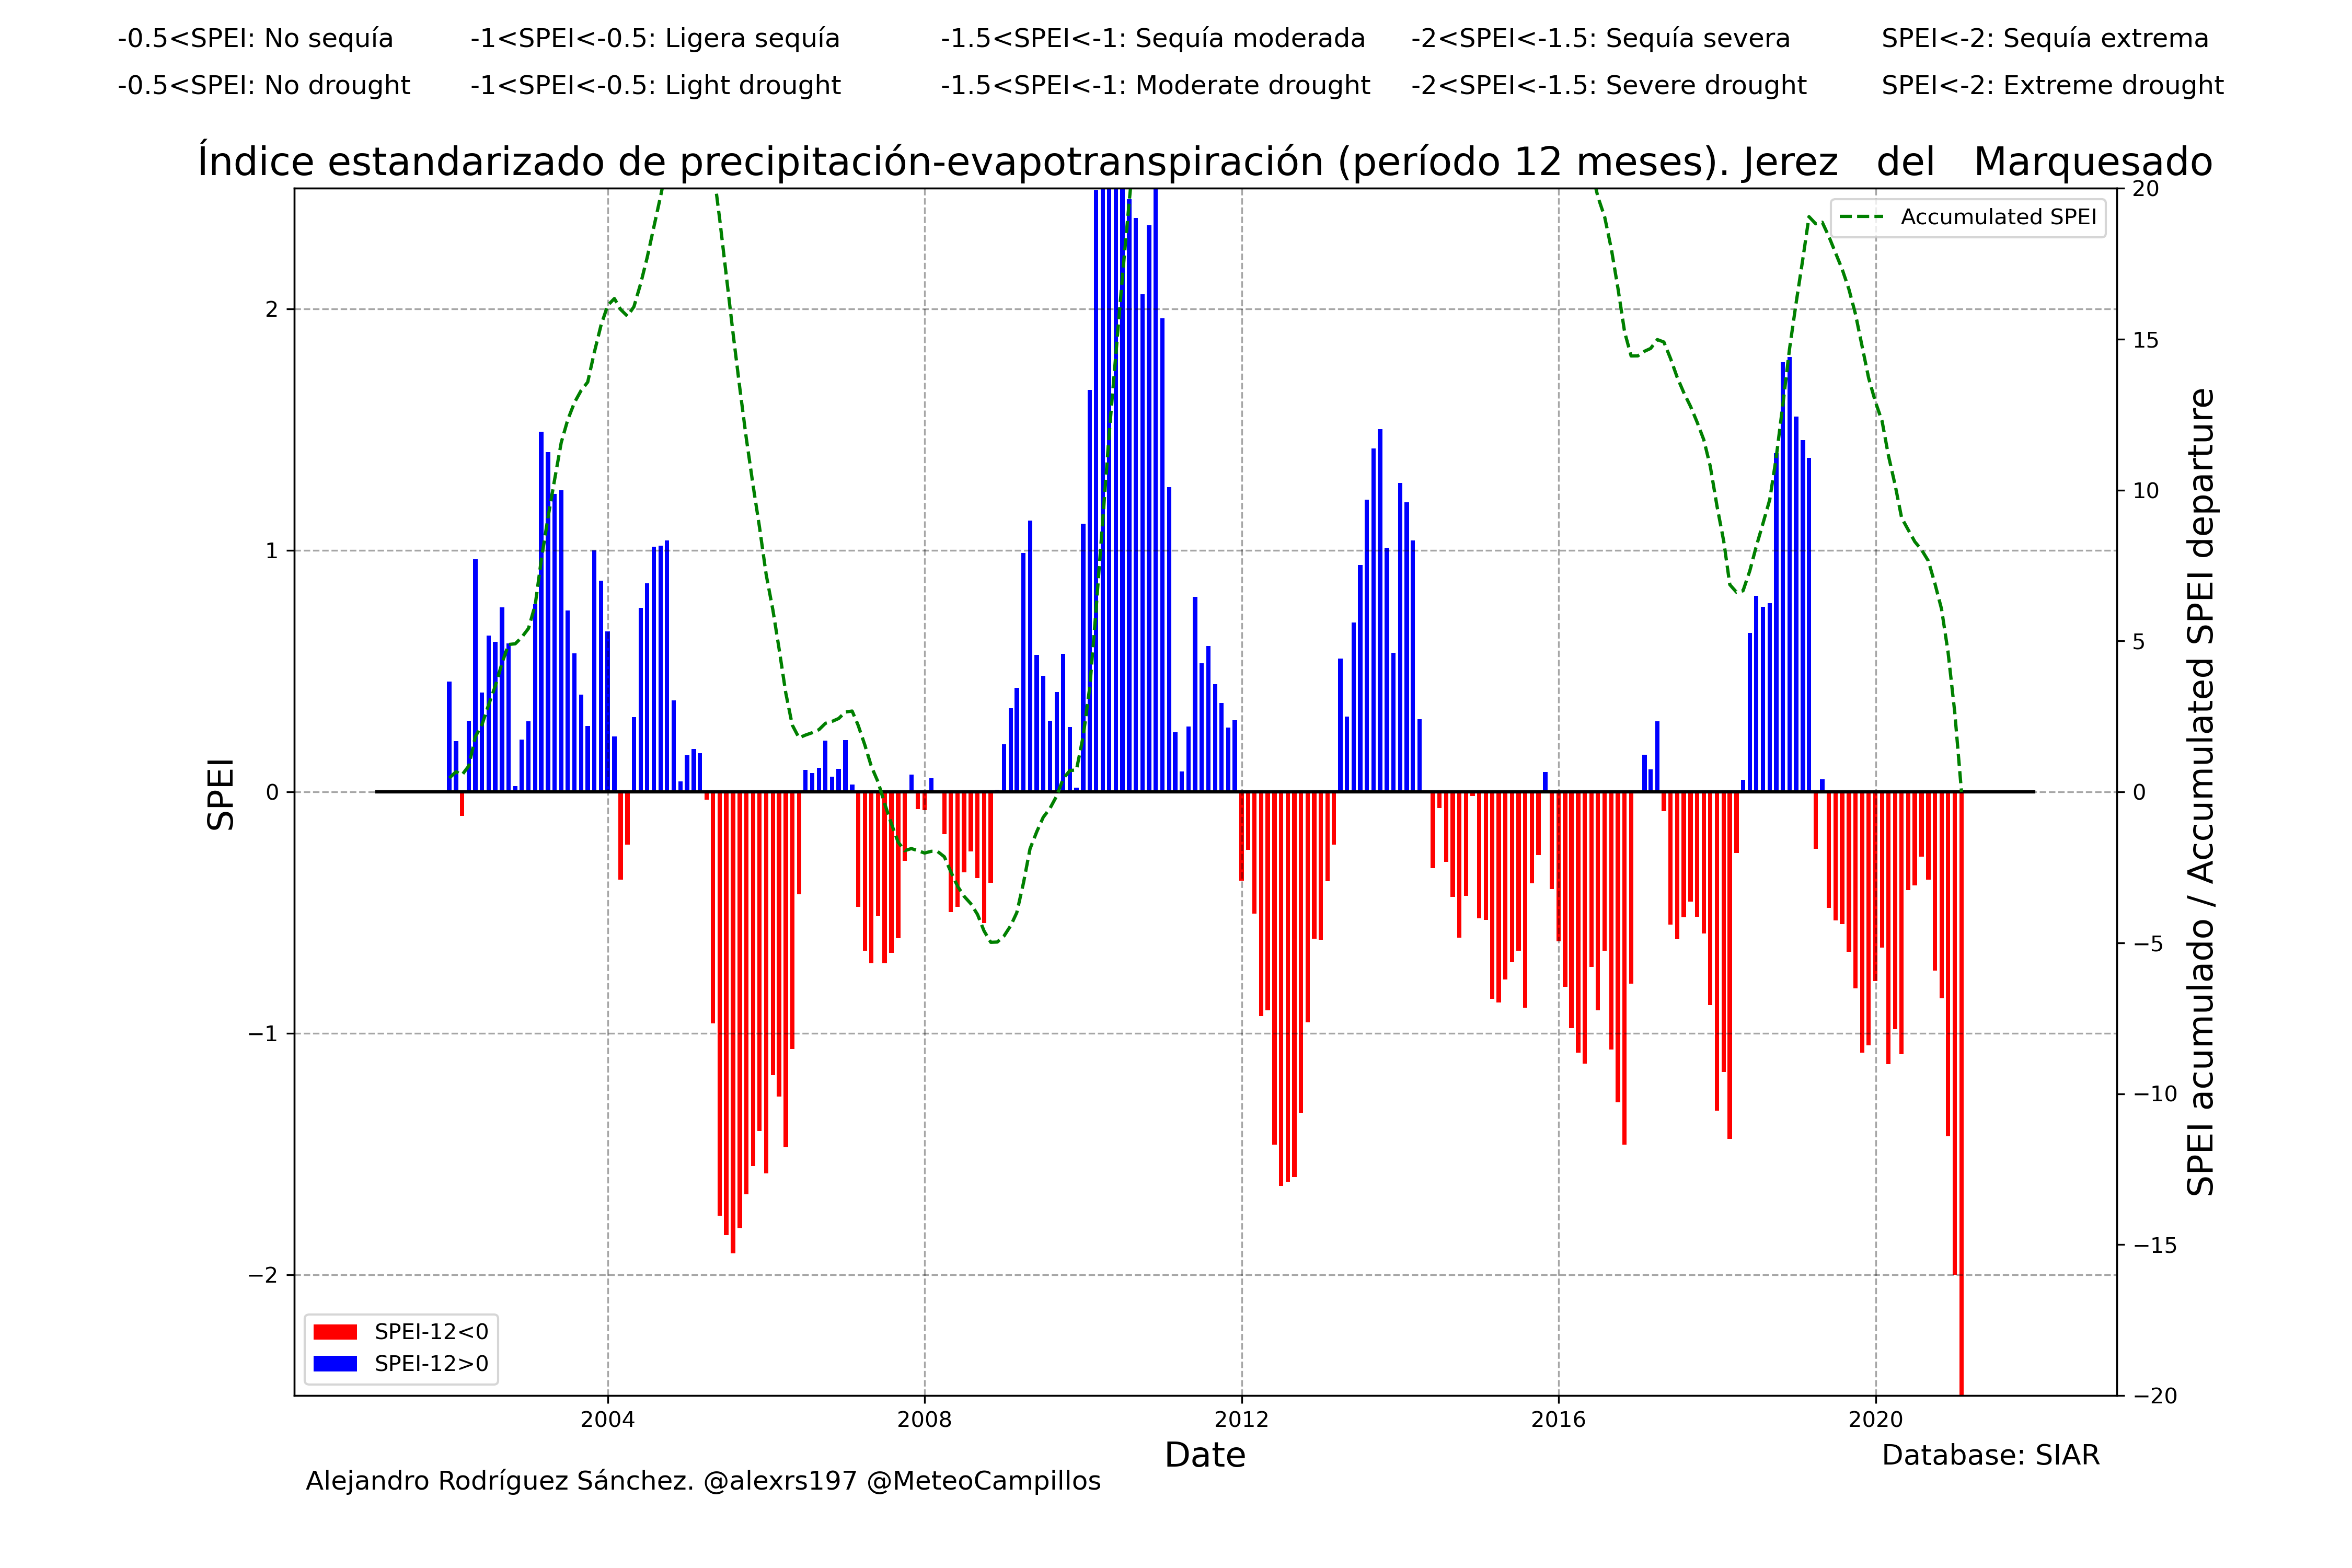 -0.5<SPEI: No sequía -1<SPEI<-0.5: Ligera sequía -1.5<SPEI<-1: Sequía moderada -2<SPEI<-1.5: Sequía severa SPEI<-2: Sequía extrema
-0.5<SPEI: No drought -1<SPEI<-0.5: Light drought -1.5<SPEI<-1: Moderate drought -2<SPEI<-1.5: Severe drought SPEI<-2: Extreme drought
Índice estandarizado de precipitación-evapotranspiración (período 12 meses). Jerez del Marquesado
Accumulated SPEI
2
1
0
−1
−2
SPEI
20
15
10
5
0
−5
−10
−15
−20
SPEI acumulado / Accumulated SPEI departure
SPEI-12<0
SPEI-12>0
2004 2008 2012 2016 2020
Date
Database: SIAR
Alejandro Rodríguez Sánchez. @alexrs197 @MeteoCampillos